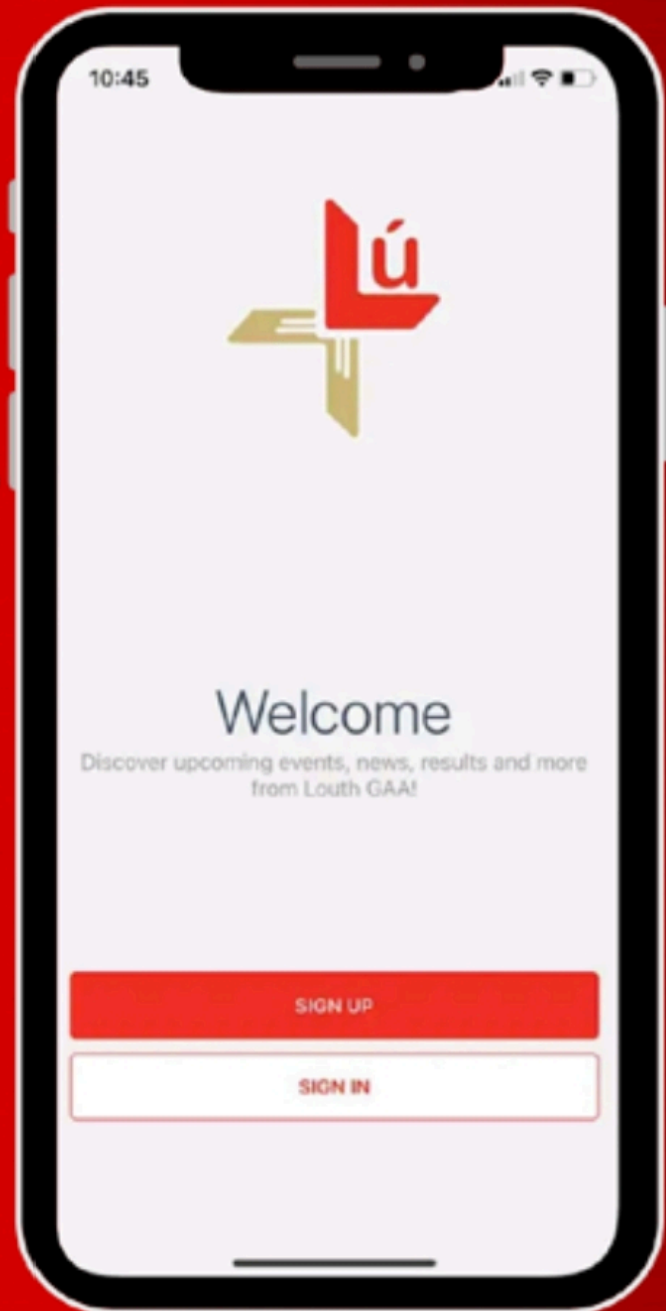 10:45
Lú
Welcome
Discover upcoming events, news, results and more
from Louth GAA!
SIGN UP
SIGN IN